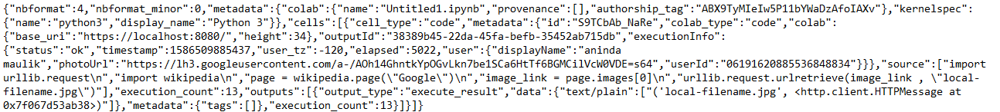 {"nbformat":4,"nbformat_minor":0,"metadata":{"colab":{"name":"Untitled1.ipynb","provenance":[],"authorship_tag":"ABX9TyMIeIw5P11bYWaDzAfoIAXv"},"kernelspec":
{"name":"python3","display_name":"Python 3"}},"cells":[{"cell_type":"code","metadata":{"id":"S9TCbAb_NaRe","colab_type":"code","colab":
{"base_uri":"https://localhost:8080/","height":34},"outputId":"38389b45-22da-45fa-befb-35452ab715db","executionInfo":
{"status":"ok","timestamp":1586509885437,"user_tz":-120,"elapsed":5022,"user":{"displayName":"aninda
maulik","photoUrl":"https://lh3.googleusercontent.com/a-/AOh14GhntkYpOGvLkn7be1SCa6HtTf6BGMCilVcW0VDE=s64","userId":"06191620885536848834"}}},"source":["import
urllib.request\n","import wikipedia\n","page = wikipedia.page(\"Google\")\n","image_link = page.images[0]\n","urllib.request.urlretrieve(image_link , \"local-
filename.jpg\")"],"execution_count":13,"outputs":[{"output_type":"execute_result","data":{"text/plain":["('local-filename.jpg', <http.client.HTTPMessage at
0x7f067d53ab38>)"]},"metadata":{"tags":[]},"execution_count":13}]}]}